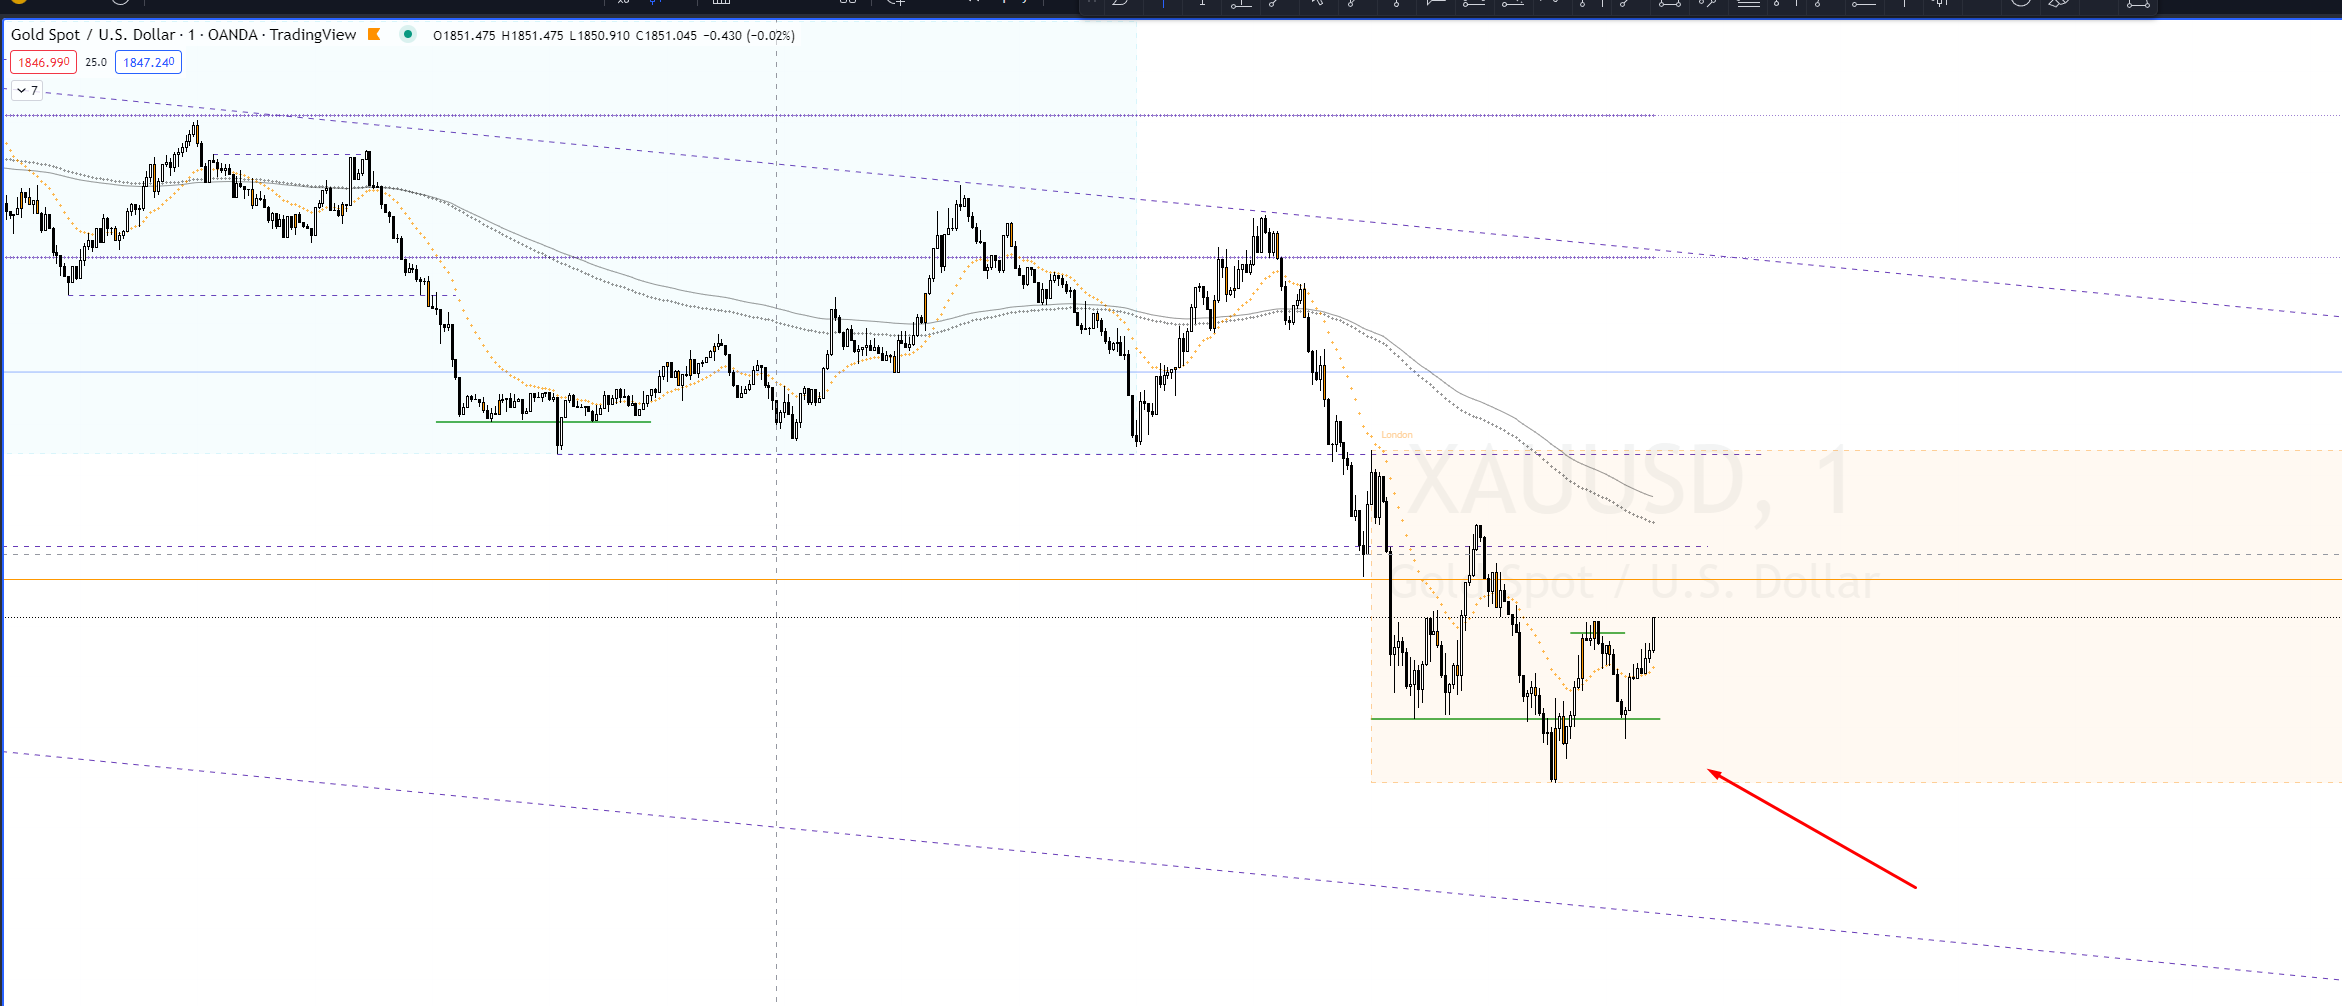 Gold Spot / U.S. Dollar · 1 · OANDA · TradingView O1851.475 H1851.475 L1850.910 C1851.045 −0.430 (−0.02%)
1846.990 25.0 1847.240
7
London
XAUUSD, 1
Gold Spot / U.S. Dollar